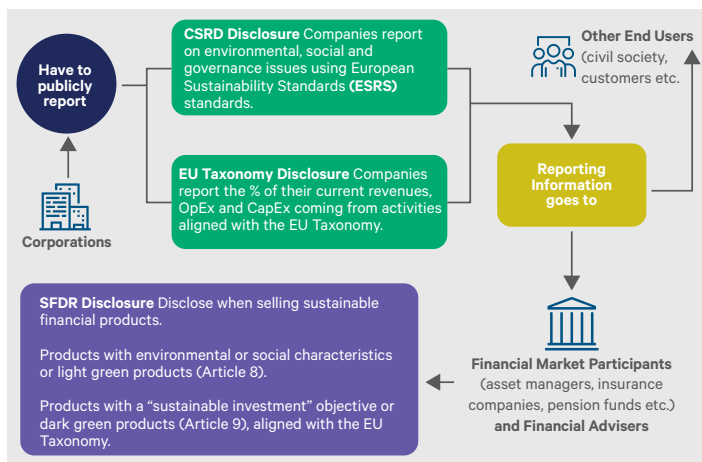 Have to
publicly
report
Corporations
CSRD Disclosure Companies report
on environmental, social and
governance issues using European
Sustainability Standards (ESRS)
standards.
EU Taxonomy Disclosure Companies
report the % of their current revenues,
OpEx and CapEx coming from activities
aligned with the EU Taxonomy.
Other End Users
(civil society,
customers etc.
Reporting
Information
goes to
Financial Market Participants
(asset managers, insurance
companies, pension funds etc.)
and Financial Advisers
SFDR Disclosure Disclose when selling sustainable
financial products.
Products with environmental or social characteristics
or light green products (Article 8).
Products with a “sustainable investment” objective or
dark green products (Article 9), aligned with the EU
Taxonomy.